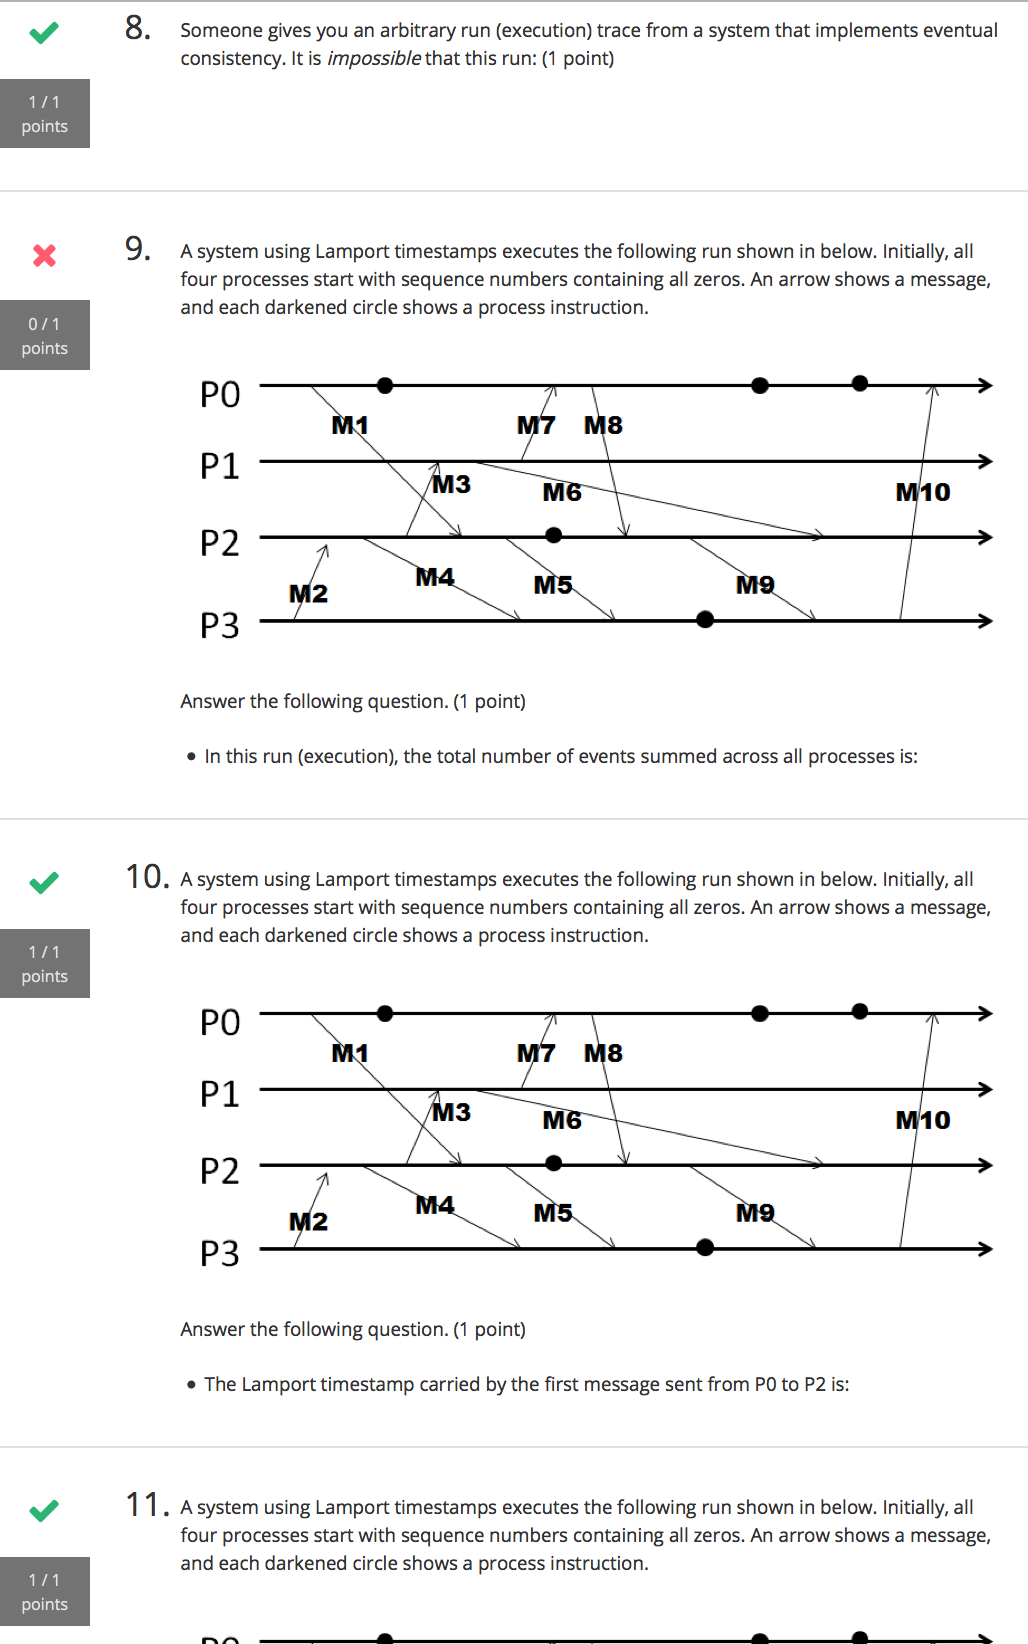 8. Someone gives you an arbitrary run (execution) trace from a system that implements eventual
consistency. It is impossible that this run: (1 point)
1 / 1
points
9. A system using Lamport timestamps executes the following run shown in below. Initially, all
four processes start with sequence numbers containing all zeros. An arrow shows a message,
and each darkened circle shows a process instruction.
0 / 1
points
P0
M1 M7 M8
P1
M3 M6 M10
P2
M2 M4 M5 M9
P3
Answer the following question. (1 point)
• In this run (execution), the total number of events summed across all processes is:
10. A system using Lamport timestamps executes the following run shown in below. Initially, all
four processes start with sequence numbers containing all zeros. An arrow shows a message,
and each darkened circle shows a process instruction.
1 / 1
points
P0
M1 M7 M8
P1
M3 M6 M10
P2
M2 M4 M5 M9
P3
Answer the following question. (1 point)
• The Lamport timestamp carried by the first message sent from P0 to P2 is:
11. A system using Lamport timestamps executes the following run shown in below. Initially, all
four processes start with sequence numbers containing all zeros. An arrow shows a message,
and each darkened circle shows a process instruction.
1 / 1
points